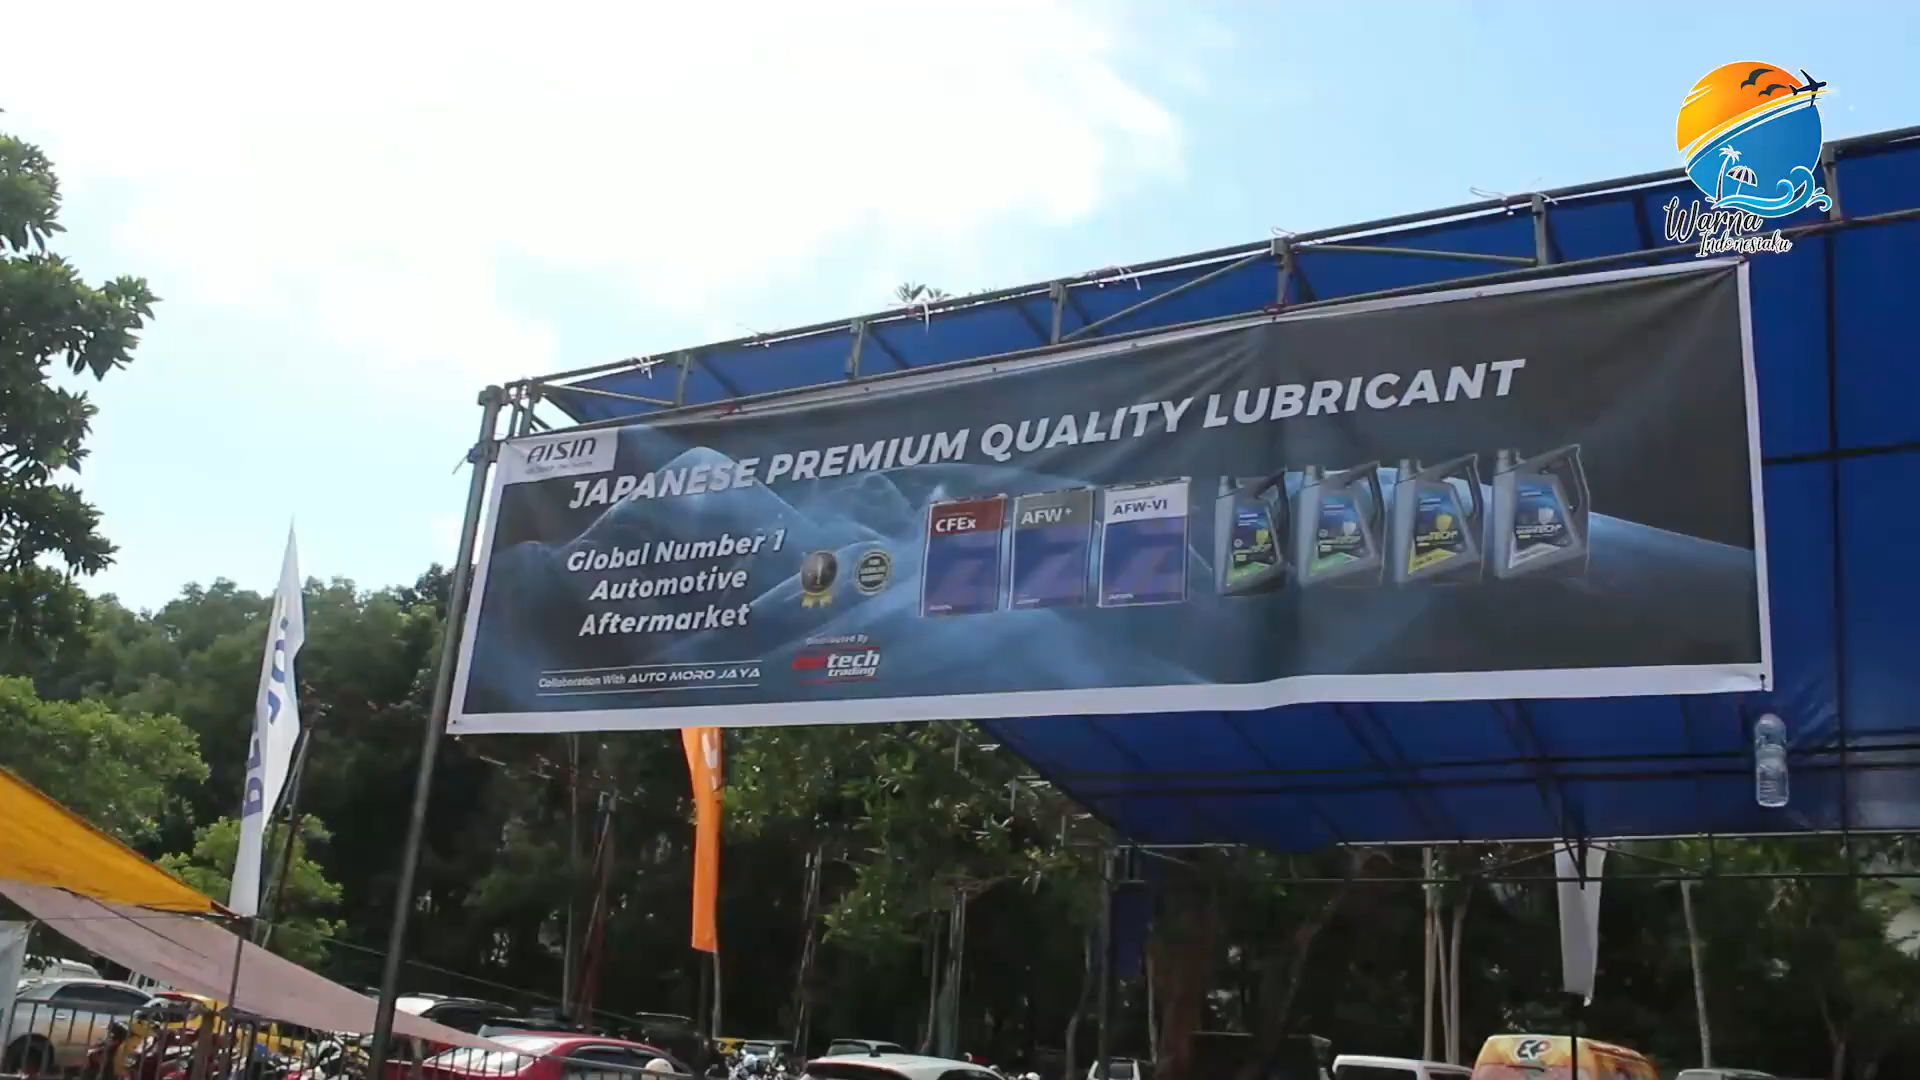 Warna
Indonesiaku
AISIN
JAPANESE PREMIUM QUALITY LUBRICANT
Global Number 1
Automotive
Aftermarket
CFEx
AFW+
AFW-VI
Distributed By
tech
trading
Collaboration With AUTO MORO JAYA